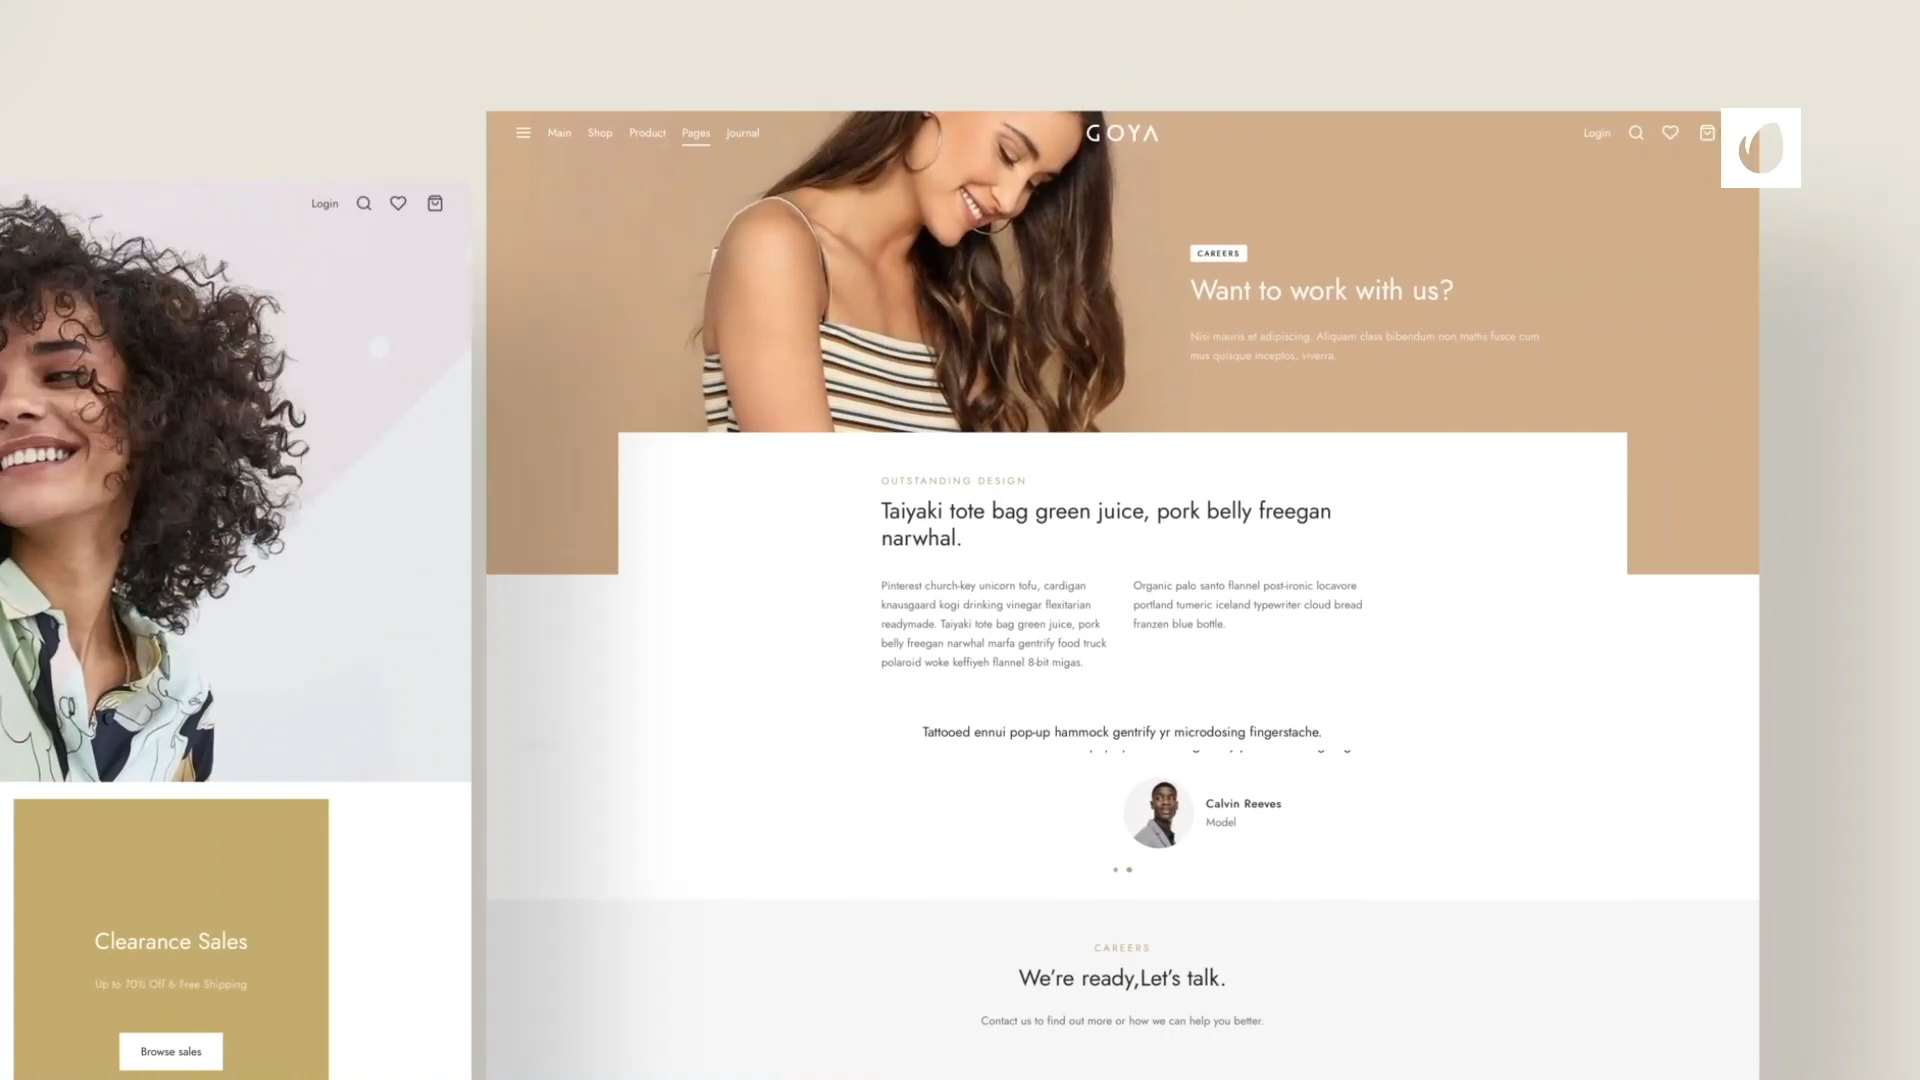 Login
Clearance Sales
Up to 70% Off & Free Shipping
Browse sales
Main Shop Product Pages Journal
GOYA
Login
CAREERS
Want to work with us?
Nisi mauris et adipiscing. Aliquam class bibendum non mattis fusce cum
mus quisque inceptos, viverra.
OUTSTANDING DESIGN
Taiyaki tote bag green juice, pork belly freegan
narwhal.
Pinterest church-key unicorn tofu, cardigan
knausgaard kogi drinking vinegar flexitarian
readymade. Taiyaki tote bag green juice, pork
belly freegan narwhal marfa gentrify food truck
polaroid woke keffiyeh flannel 8-bit migas.
Organic palo santo flannel post-ironic locavore
portland tumeric iceland typewriter cloud bread
franzen blue bottle.
Tattooed ennui pop-up hammock gentrify yr microdosing fingerstache.
Calvin Reeves
Model
CAREERS
We're ready,Let's talk.
Contact us to find out more or how we can help you better.